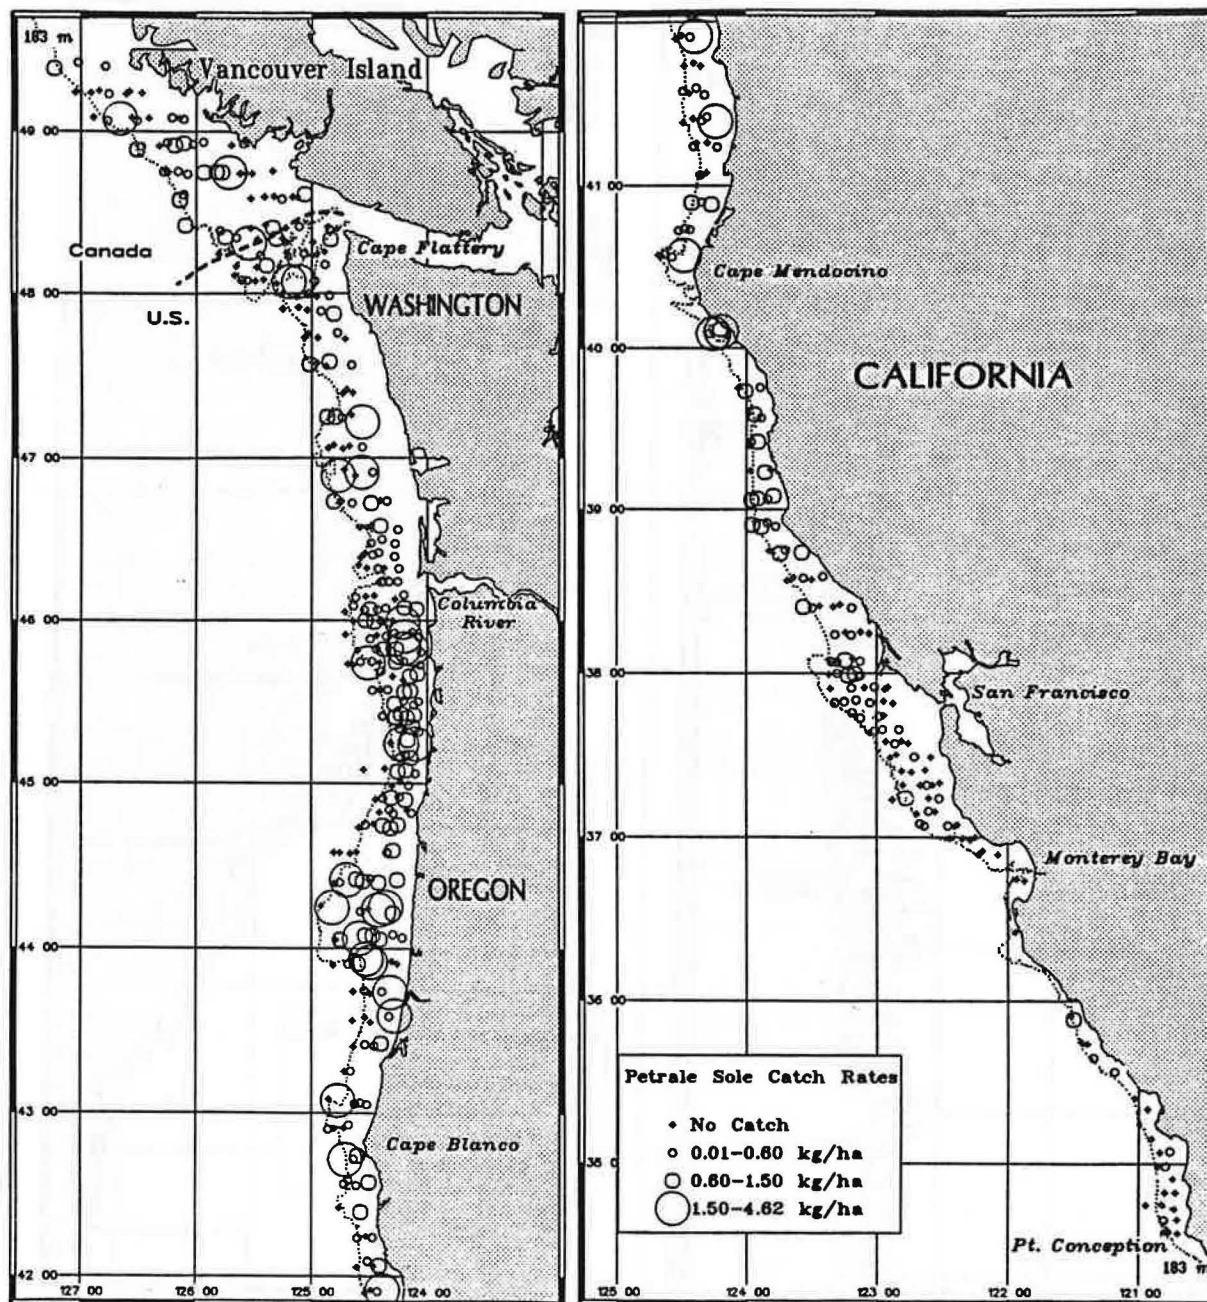 183 m
Vancouver Island
49 00
Canada
Cape Flattery
48 00
U.S.
WASHINGTON
47 00
46 00
Columbia
River
45 00
OREGON
44 00
43 00
Cape Blanco
42 00
127 00
126 00
125 00
124 00
41 00
Cape Mendocino
40 00
CALIFORNIA
39 00
38 00
San Francisco
37 00
Monterey Bay
36 00
Petrale Sole Catch Rates
No Catch
0.01-0.60 kg/ha
0.60-1.50 kg/ha
1.50-4.62 kg/ha
35 00
Pt. Conception
183 m
125 00
124 00
123 00
122 00
121 00